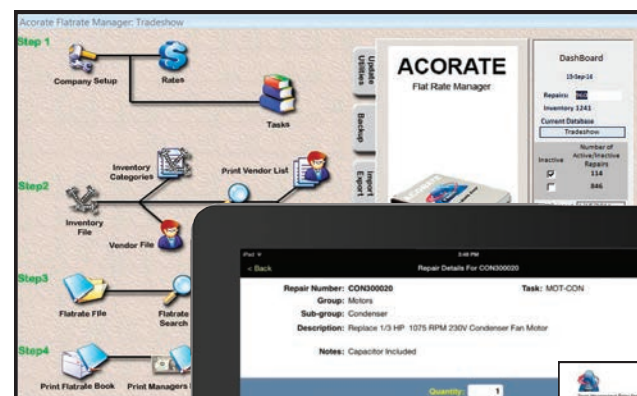 Acorate Flatrate Manager: Tradeshow
Step 1
Company Setup
Rates
Tasks
Update
Utilities
Backup
Import
Export
ACORATE
Flat Rate Manager
DashBoard
15-Sep-14
Repairs:
Inventory 1241
Current Database
Tradeshow
Inactive
Number of
Active/Inactive
Repairs
114
846
Step2
Inventory
Categories
Print Vendor List
Inventory
File
Vendor File
Step3
Flatrate File
Flatrate
Search
Step4
Print Flatrate Book
Print Managers
iPad
3:48 PM
< Back
Repair Details For CON300020
Repair Number: CON300020
Task: MOT-CON
Group: Motors
Sub-group: Condenser
Description: Replace 1/3 HP 1075 RPM 230V Condenser Fan Motor
Notes: Capacitor Included
Quantity: 1